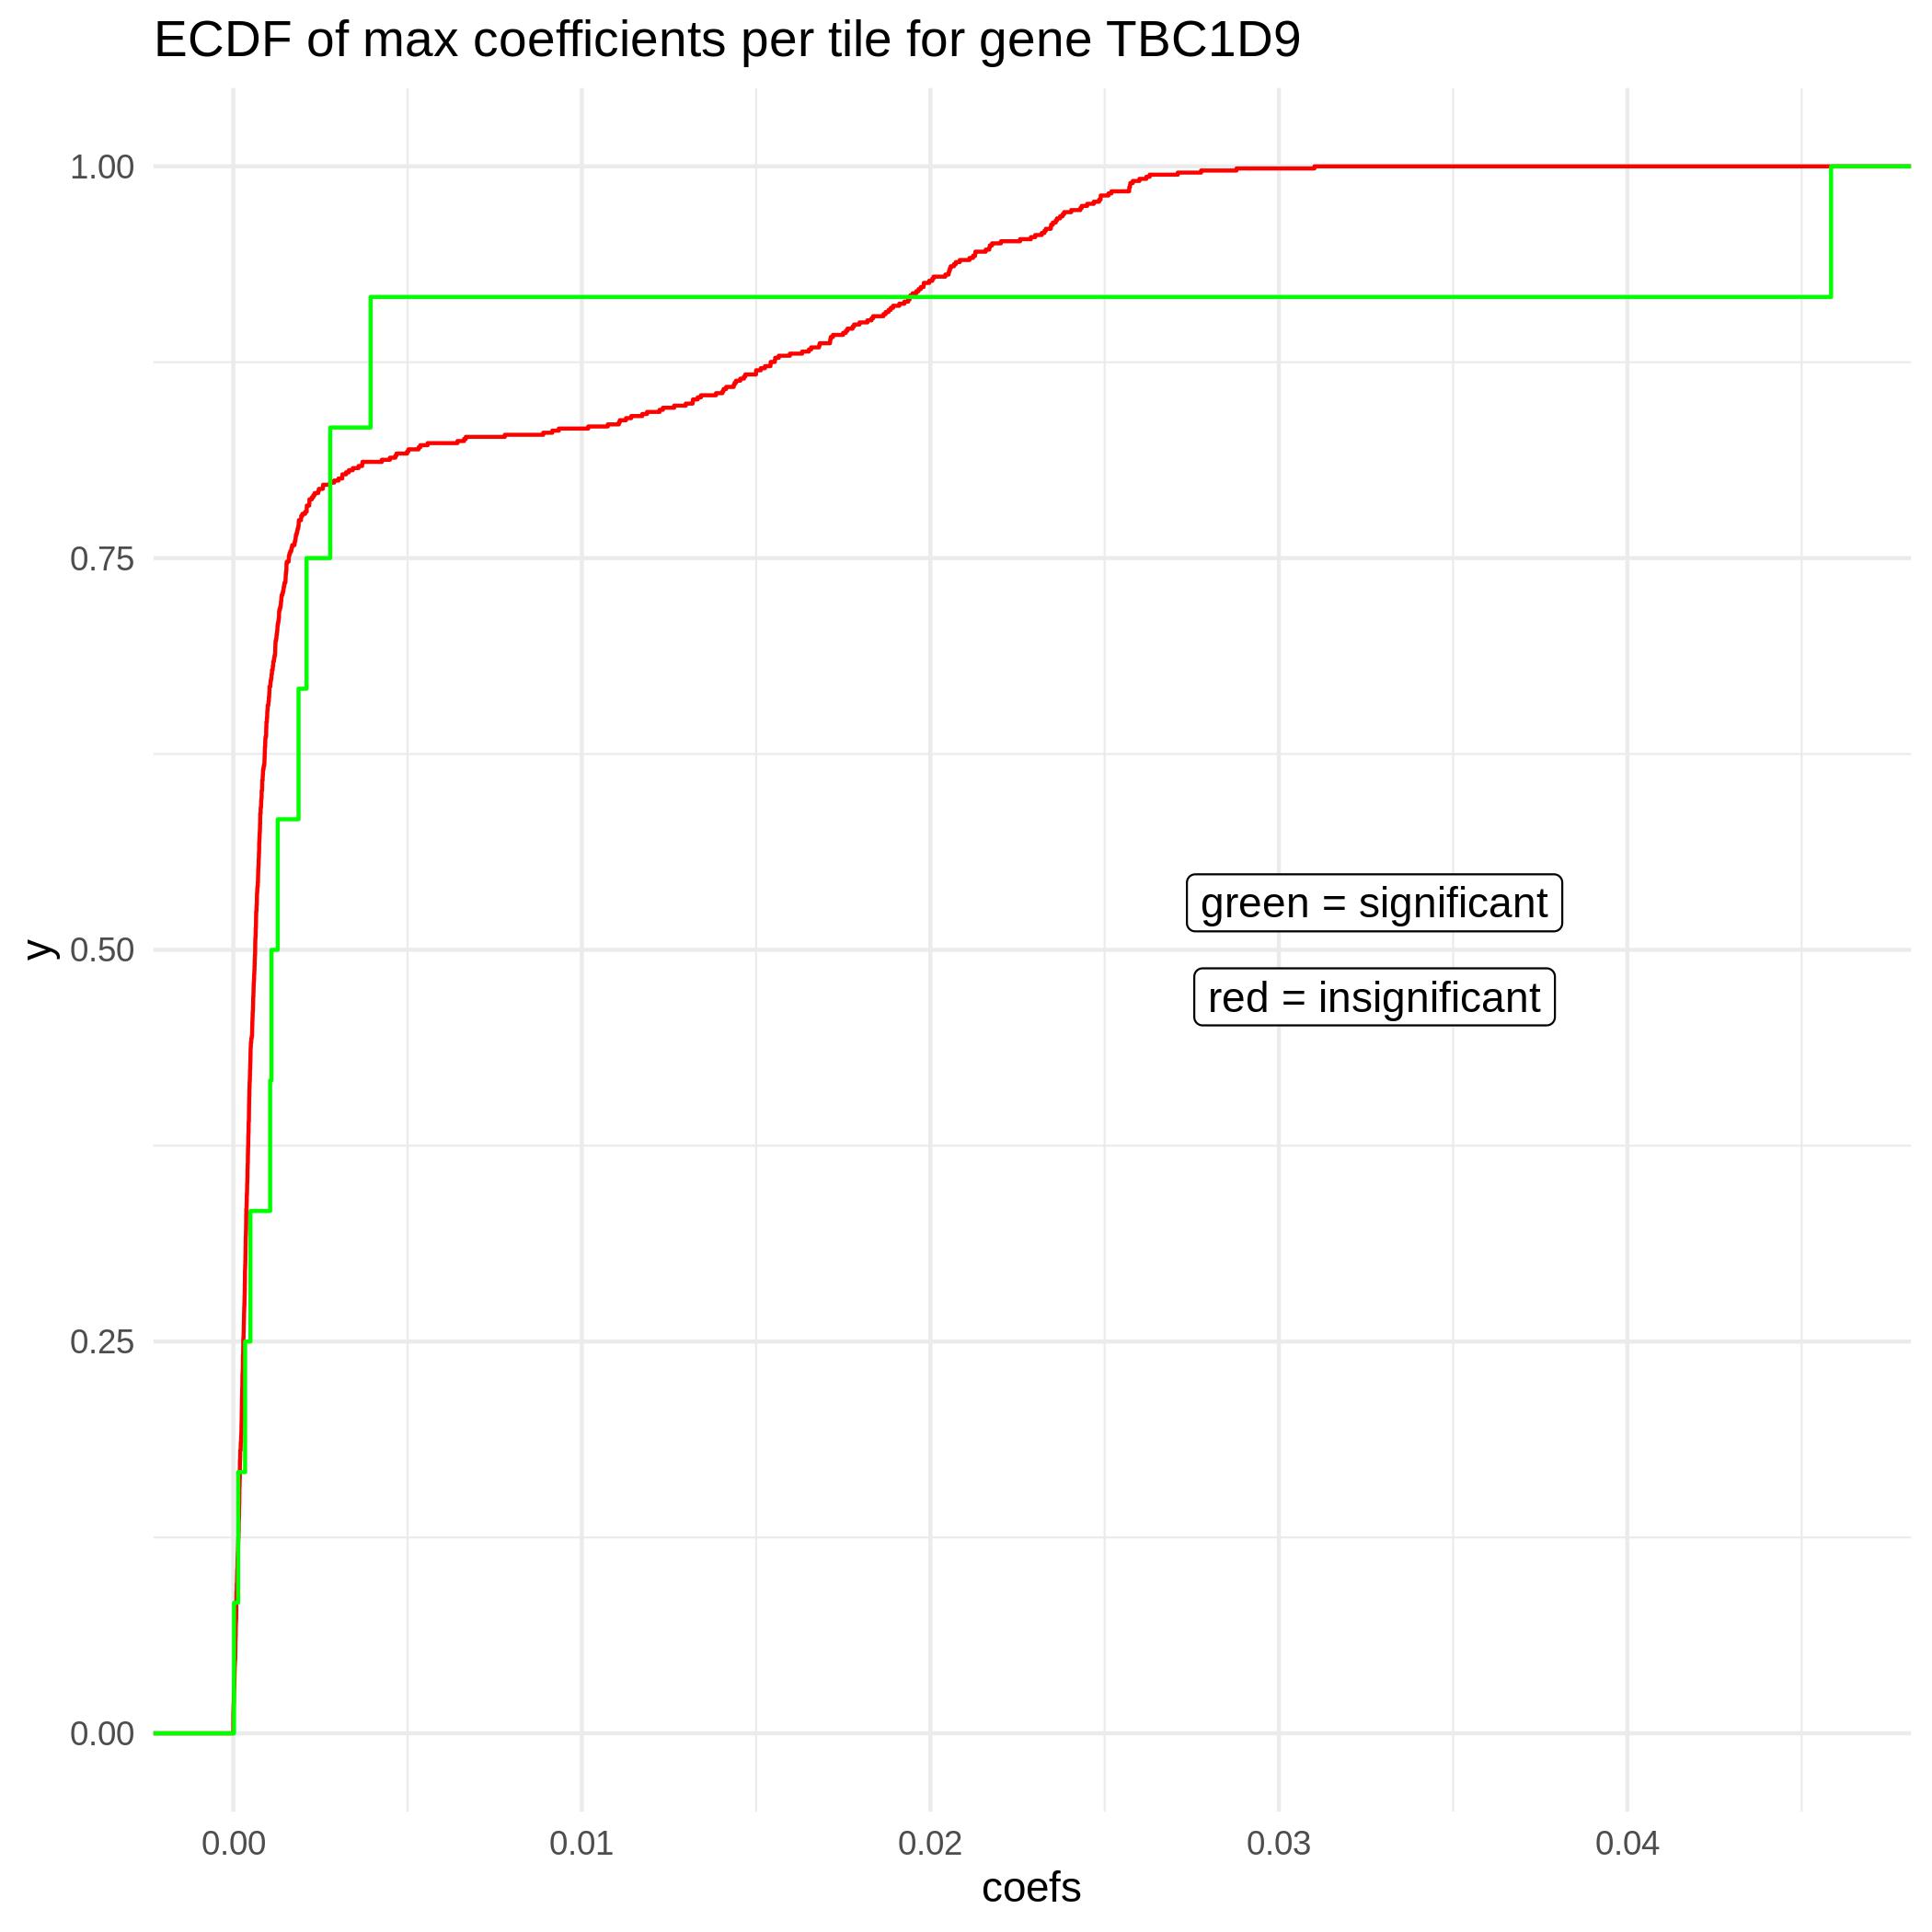 ECDF of max coefficients per tile for gene TBC1D9
1.00
0.75
0.50
0.25
0.00
y
green = significant
red = insignificant
0.00 0.01 0.02 0.03 0.04
coefs